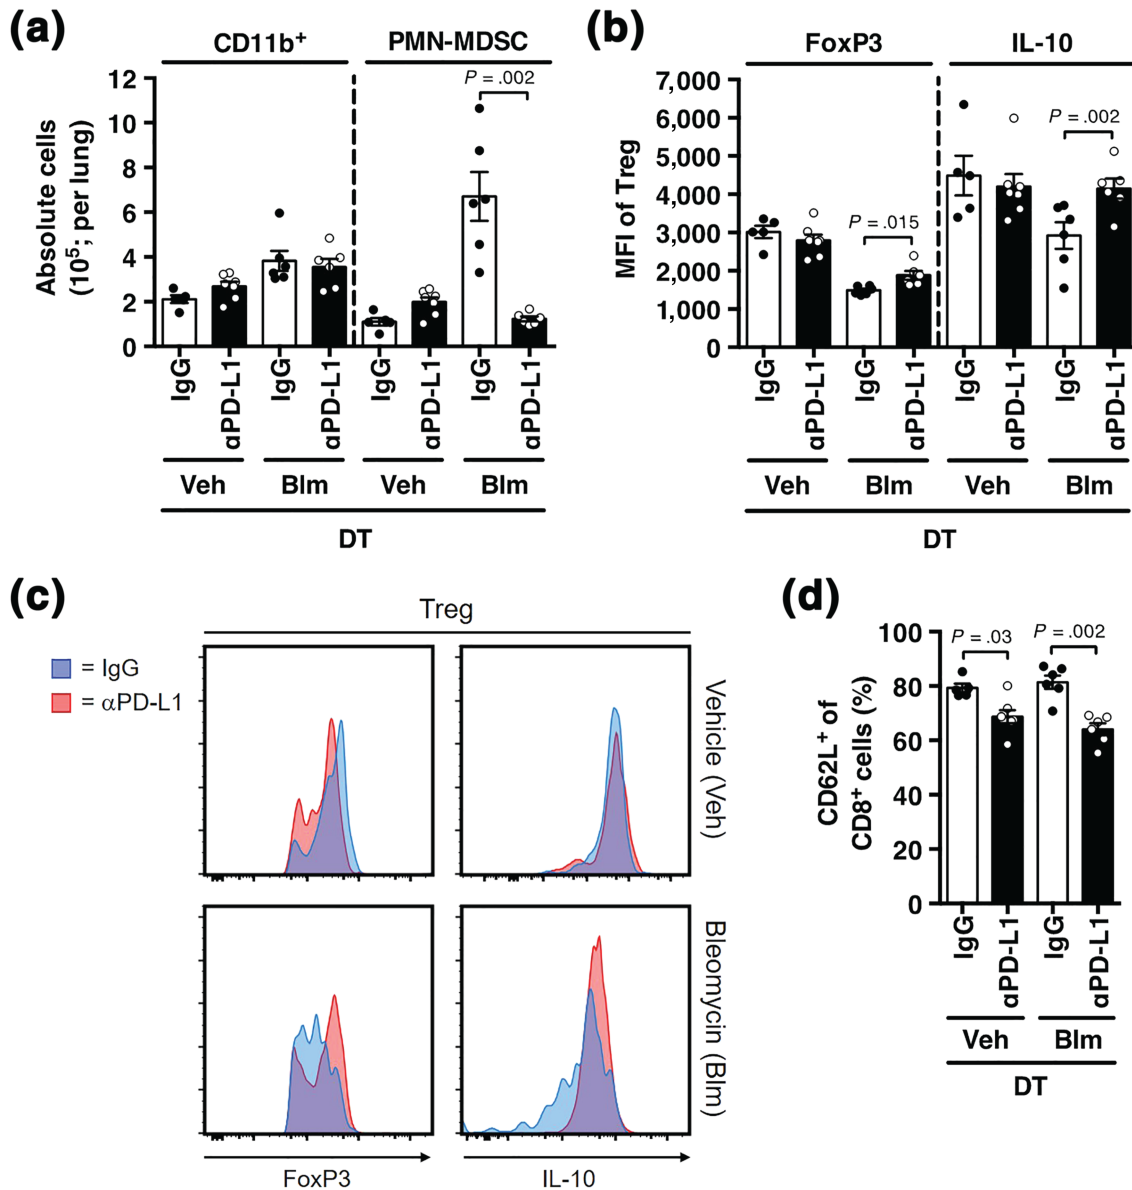 (a)
CD11b⁺ PMN-MDSC
P = .002
Absolute cells
(10⁵; per lung)
12
10
8
6
4
2
0
IgG αPD-L1 IgG αPD-L1 IgG αPD-L1 IgG αPD-L1
Veh Blm Veh Blm
DT
(b)
FoxP3 IL-10
P = .015
P = .002
MFI of Treg
7,000
6,000
5,000
4,000
3,000
2,000
1,000
0
IgG αPD-L1 IgG αPD-L1 IgG αPD-L1 IgG αPD-L1
Veh Blm Veh Blm
DT
(c)
Treg
= IgG
= αPD-L1
Vehicle (Veh)
Bleomycin (Blm)
FoxP3 IL-10
(d)
P = .03 P = .002
CD62L⁺ of
CD8⁺ cells (%)
100
80
60
40
20
0
IgG αPD-L1 IgG αPD-L1
Veh Blm
DT